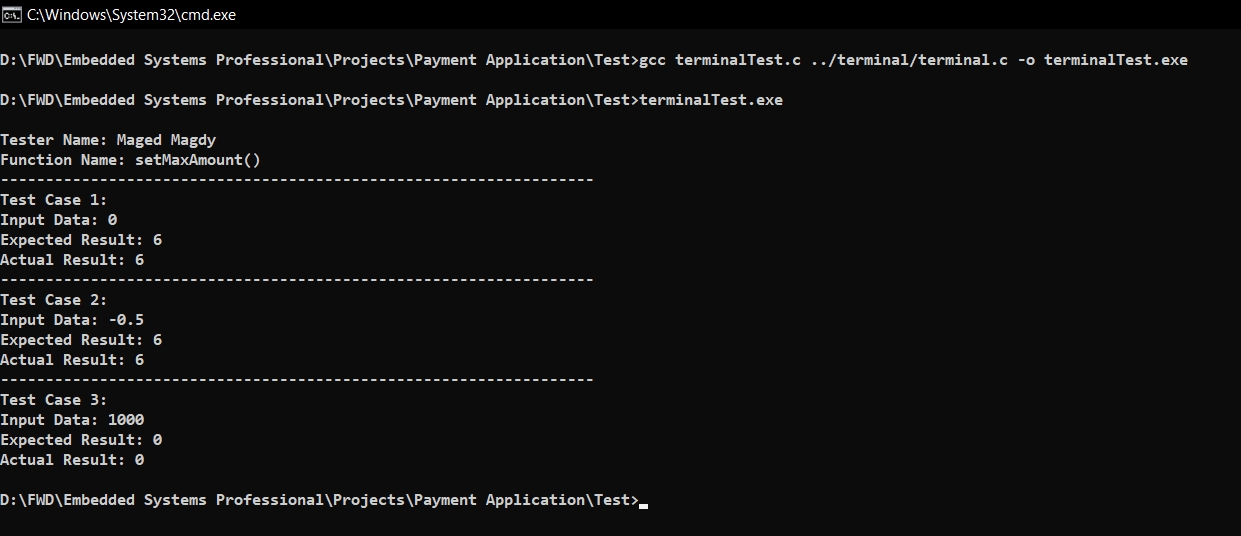 C:\Windows\System32\cmd.exe
D:\FWD\Embedded Systems Professional\Projects\Payment Application\Test>gcc terminalTest.c ../terminal/terminal.c -o terminalTest.exe
D:\FWD\Embedded Systems Professional\Projects\Payment Application\Test>terminalTest.exe
Tester Name: Maged Magdy
Function Name: setMaxAmount()
------------------------------------------------------------------
Test Case 1:
Input Data: 0
Expected Result: 6
Actual Result: 6
------------------------------------------------------------------
Test Case 2:
Input Data: -0.5
Expected Result: 6
Actual Result: 6
------------------------------------------------------------------
Test Case 3:
Input Data: 1000
Expected Result: 0
Actual Result: 0
D:\FWD\Embedded Systems Professional\Projects\Payment Application\Test>